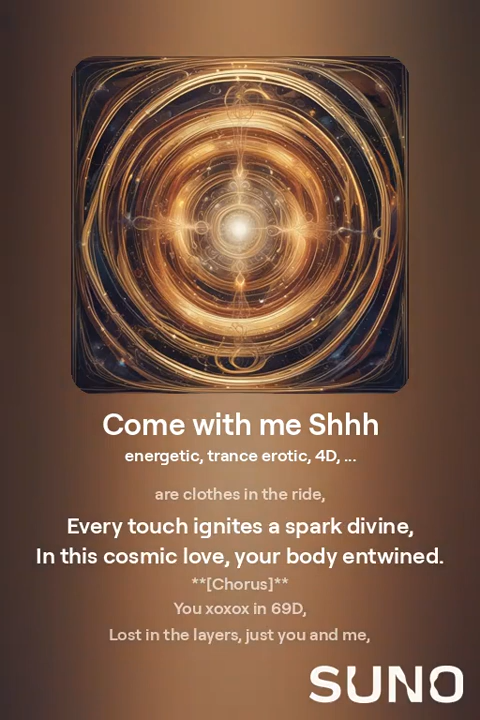 Come with me Shhh
energetic, trance erotic, 4D, ...
are clothes in the ride,
Every touch ignites a spark divine,
In this cosmic love, your body entwined.
**[Chorus]**
You xoxox in 69D,
Lost in the layers, just you and me,
SUNO